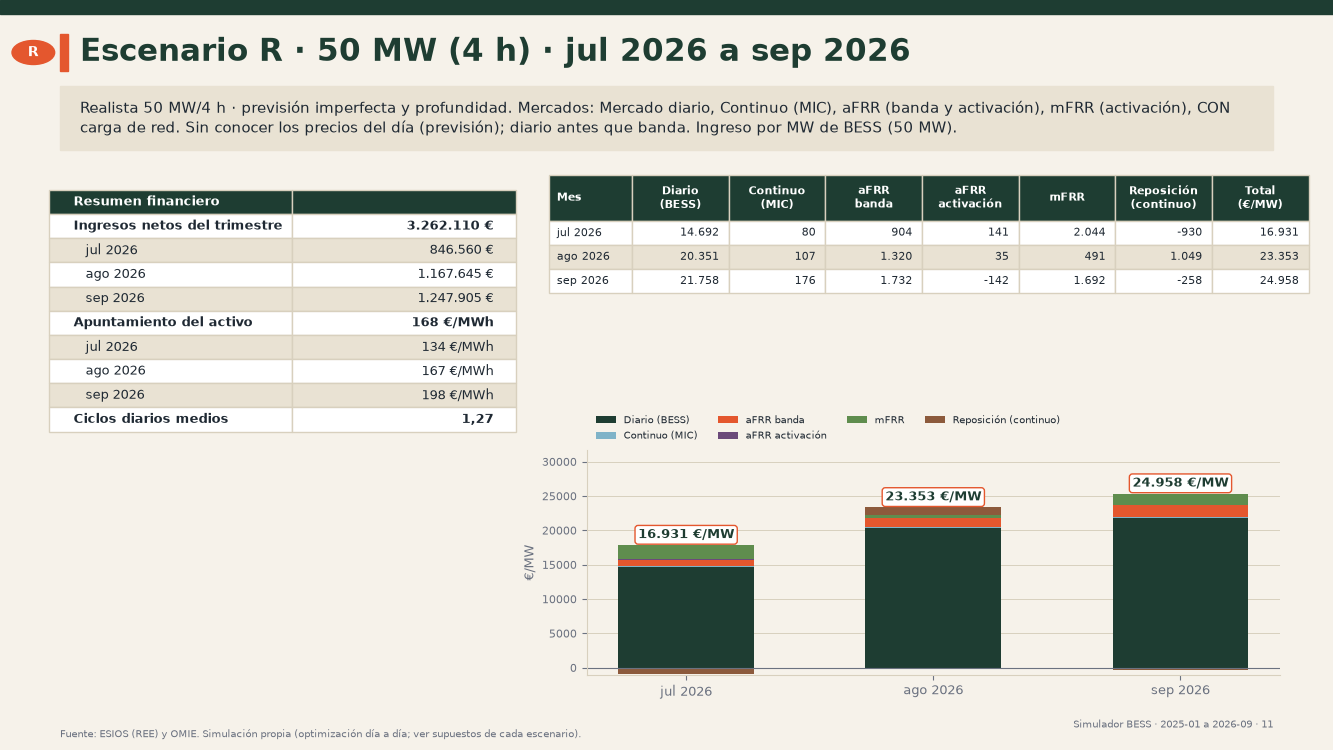 R
Escenario R · 50 MW (4 h) · jul 2026 a sep 2026
Realista 50 MW/4 h · previsión imperfecta y profundidad. Mercados: Mercado diario, Continuo (MIC), aFRR (banda y activación), mFRR (activación), CON
carga de red. Sin conocer los precios del día (previsión); diario antes que banda. Ingreso por MW de BESS (50 MW).
Resumen financiero
Ingresos netos del trimestre 3.262.110 €
jul 2026 846.560 €
ago 2026 1.167.645 €
sep 2026 1.247.905 €
Apuntamiento del activo 168 €/MWh
jul 2026 134 €/MWh
ago 2026 167 €/MWh
sep 2026 198 €/MWh
Ciclos diarios medios 1,27
Mes Diario (BESS) Continuo (MIC) aFRR banda aFRR activación mFRR Reposición (continuo) Total (€/MW)
jul 2026 14.692 80 904 141 2.044 -930 16.931
ago 2026 20.351 107 1.320 35 491 1.049 23.353
sep 2026 21.758 176 1.732 -142 1.692 -258 24.958
Diario (BESS) aFRR banda mFRR Reposición (continuo)
Continuo (MIC) aFRR activación
€/MW
30000
25000
20000
15000
10000
5000
0
16.931 €/MW
23.353 €/MW
24.958 €/MW
jul 2026 ago 2026 sep 2026
Fuente: ESIOS (REE) y OMIE. Simulación propia (optimización día a día; ver supuestos de cada escenario).
Simulador BESS · 2025-01 a 2026-09 · 11